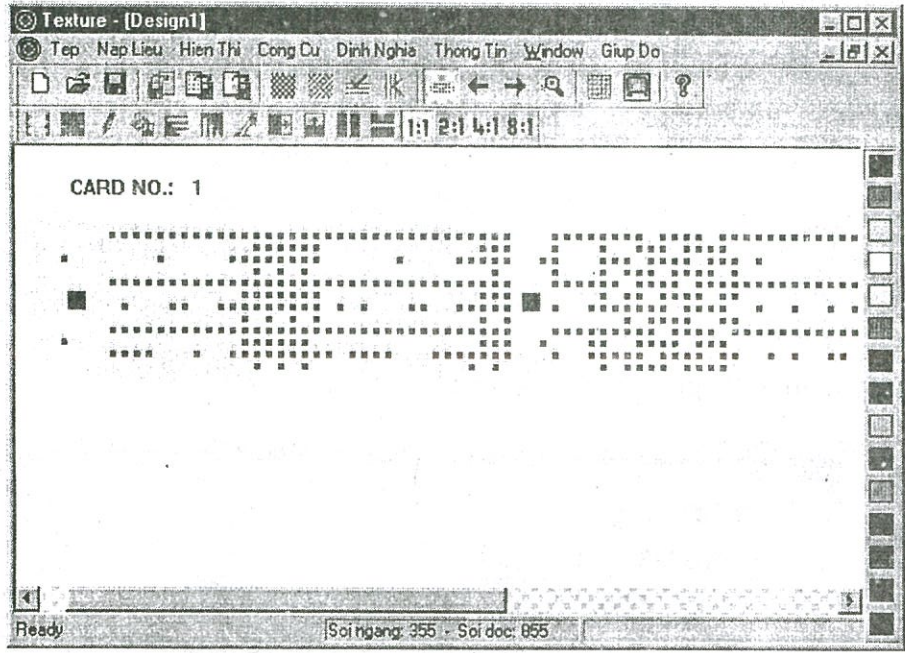 Texture - [Design1]
Tep Nap Lieu Hien Thi Cong Cu Dinh Nghia Thong Tin Window Giup Do
1:1 2:1 4:1 8:1
CARD NO.: 1
Ready Soi ngang: 355 - Soi doc: 855